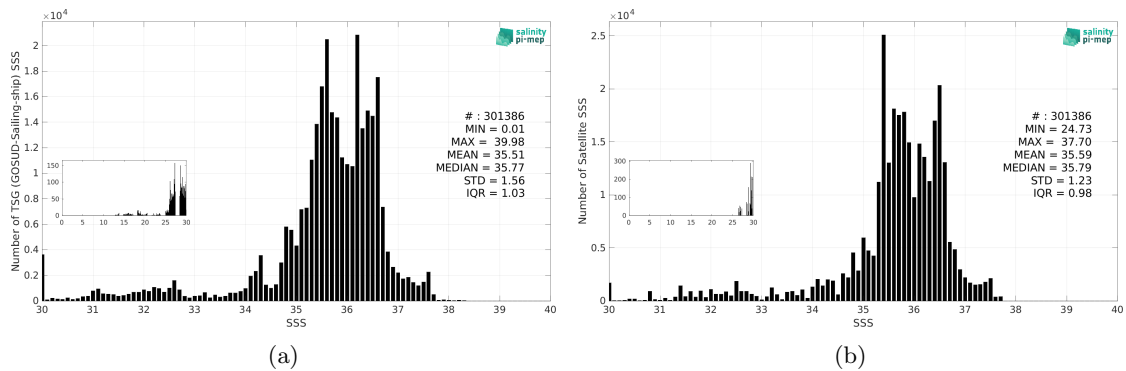 ×10⁴
2
1.8
1.6
1.4
1.2
1
0.8
0.6
0.4
0.2
0
Number of TSG (GOSUD-Sailing-ship) SSS
salinity
pi-mep
# : 301386
MIN = 0.01
MAX = 39.98
MEAN = 35.51
MEDIAN = 35.77
STD = 1.56
IQR = 1.03
150
100
50
0
0 5 10 15 20 25 30
30 31 32 33 34 35 36 37 38 39 40
SSS
(a)
×10⁴
2.5
2
1.5
1
0.5
0
Number of Satellite SSS
salinity
pi-mep
# : 301386
MIN = 24.73
MAX = 37.70
MEAN = 35.59
MEDIAN = 35.79
STD = 1.23
IQR = 0.98
300
200
100
0
0 5 10 15 20 25 30
30 31 32 33 34 35 36 37 38 39 40
SSS
(b)